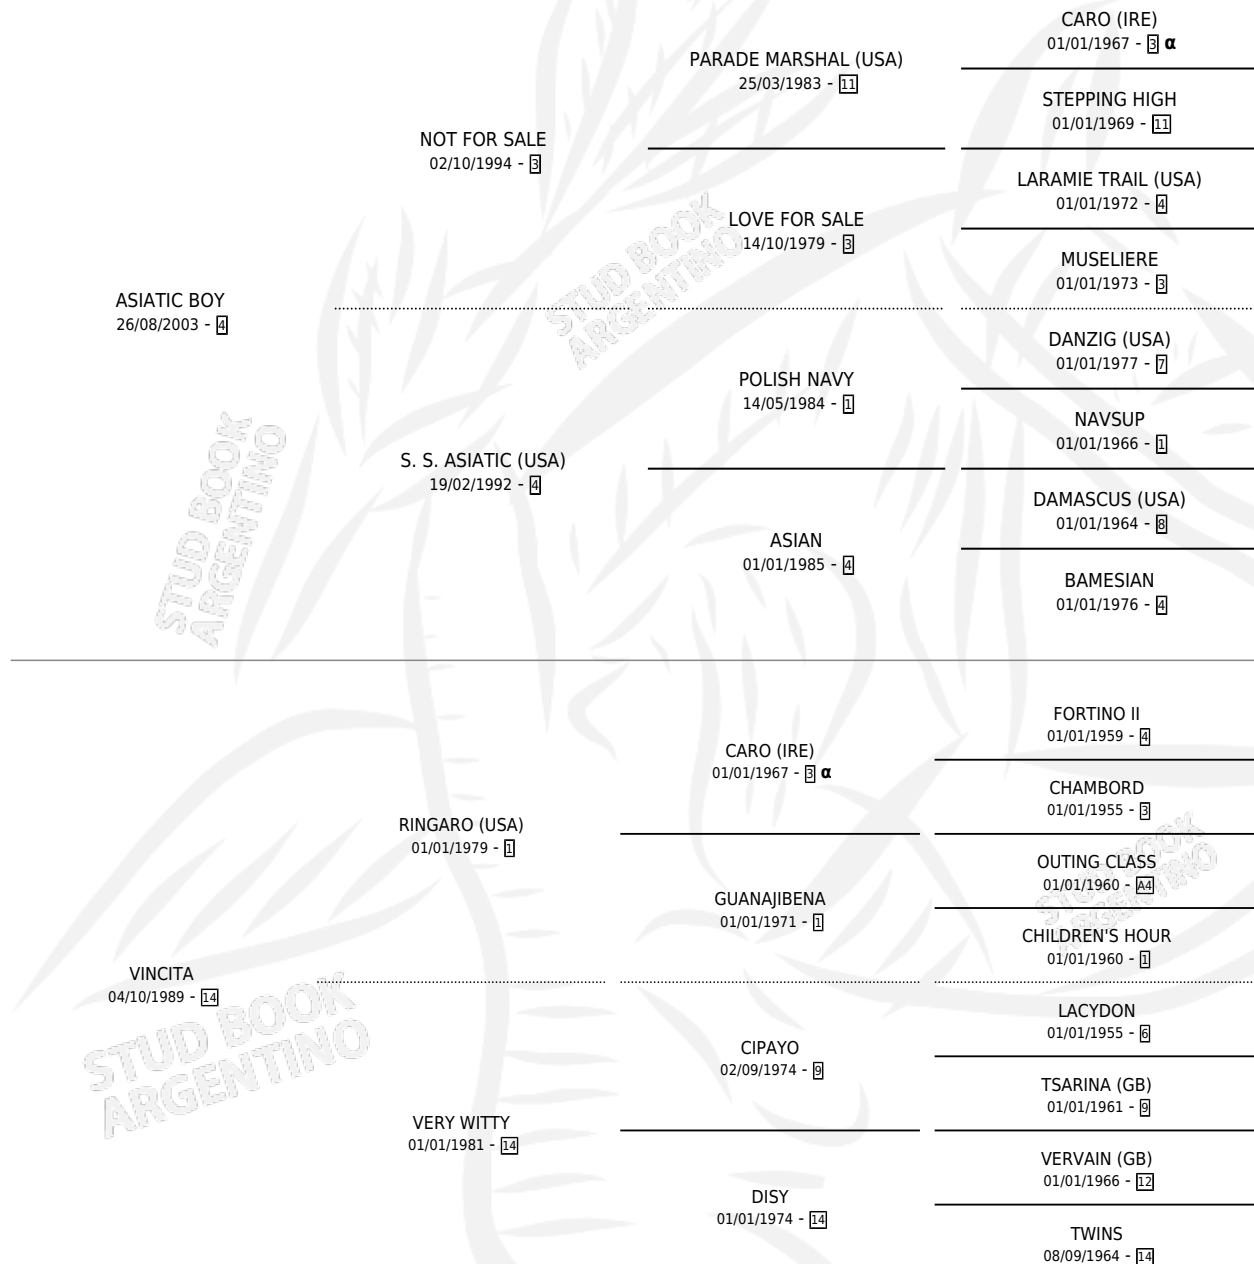 CARO (IRE)
01/01/1967 - 3 α
PARADE MARSHAL (USA)
25/03/1983 - 11
STEPPING HIGH
01/01/1969 - 11
NOT FOR SALE
02/10/1994 - 3
LARAMIE TRAIL (USA)
01/01/1972 - 4
LOVE FOR SALE
14/10/1979 - 3
MUSELIERE
01/01/1973 - 3
ASIATIC BOY
26/08/2003 - 4
DANZIG (USA)
01/01/1977 - 7
POLISH NAVY
14/05/1984 - 1
NAVSUP
01/01/1966 - 1
S. S. ASIATIC (USA)
19/02/1992 - 4
DAMASCUS (USA)
01/01/1964 - 8
ASIAN
01/01/1985 - 4
BAMESIAN
01/01/1976 - 4
FORTINO II
01/01/1959 - 4
CARO (IRE)
01/01/1967 - 3 α
CHAMBORD
01/01/1955 - 3
RINGARO (USA)
01/01/1979 - 1
OUTING CLASS
01/01/1960 - A4
GUANAJIBENA
01/01/1971 - 1
CHILDREN'S HOUR
01/01/1960 - 1
VINCITA
04/10/1989 - 14
LACYDON
01/01/1955 - 6
CIPAYO
02/09/1974 - 9
TSARINA (GB)
01/01/1961 - 9
VERY WITTY
01/01/1981 - 14
VERVAIN (GB)
01/01/1966 - 12
DISY
01/01/1974 - 14
TWINS
08/09/1964 - 14
STUD BOOK
ARGENTINO
STUD BOOK
ARGENTINO
STUD BOOK
ARGENTINO
STUD BOOK
ARGENTINO